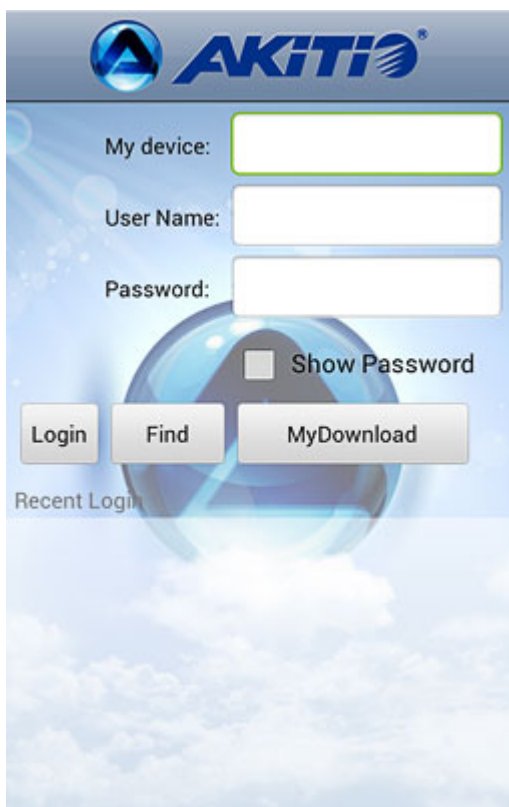 AKiTiO®
My device:
User Name:
Password:
Show Password
Login Find MyDownload
Recent Login